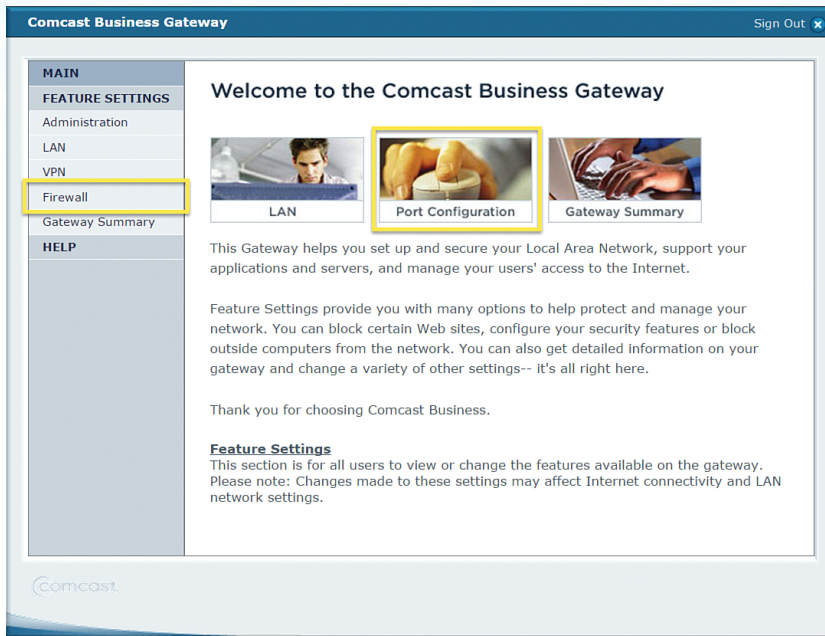 Comcast Business Gateway
Sign Out
MAIN
FEATURE SETTINGS
Administration
LAN
VPN
Firewall
Gateway Summary
HELP
Welcome to the Comcast Business Gateway
LAN
Port Configuration
Gateway Summary
This Gateway helps you set up and secure your Local Area Network, support your
applications and servers, and manage your users' access to the Internet.
Feature Settings provide you with many options to help protect and manage your
network. You can block certain Web sites, configure your security features or block
outside computers from the network. You can also get detailed information on your
gateway and change a variety of other settings-- it's all right here.
Thank you for choosing Comcast Business.
Feature Settings
This section is for all users to view or change the features available on the gateway.
Please note: Changes made to these settings may affect Internet connectivity and LAN
network settings.
comcast